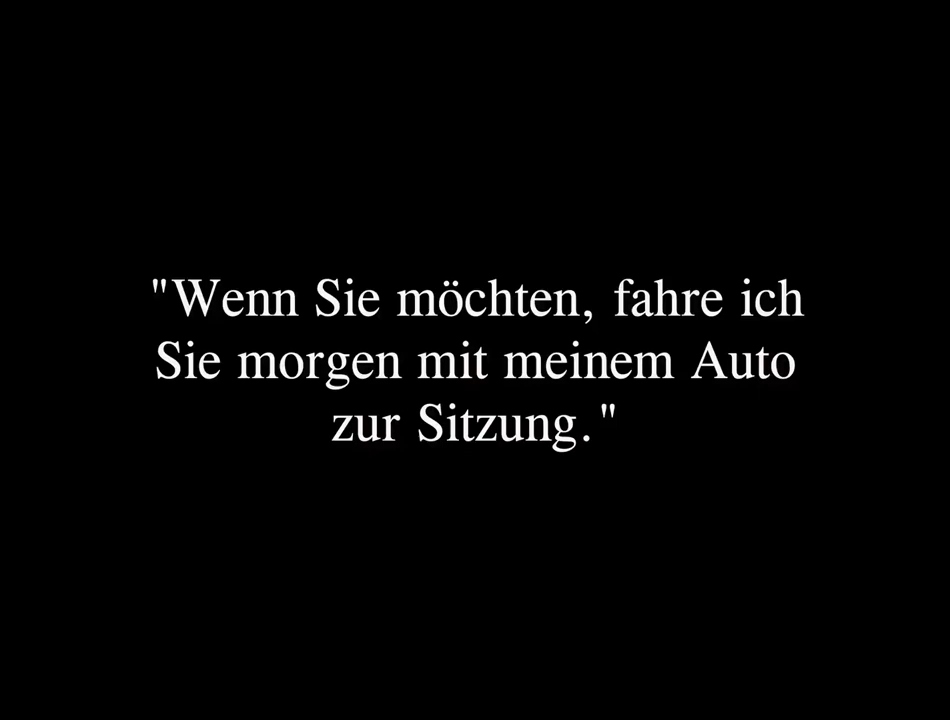 "Wenn Sie möchten, fahre ich
Sie morgen mit meinem Auto
zur Sitzung."